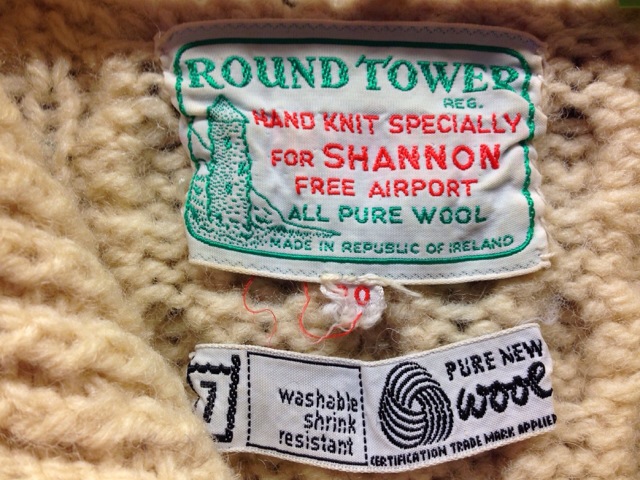 ROUND TOWER
REG.
HAND KNIT SPECIALLY
FOR SHANNON
FREE AIRPORT
ALL PURE WOOL
MADE IN REPUBLIC OF IRELAND
7
washable
shrink
resistant
PURE NEW
wool
CERTIFICATION TRADE MARK APPLIED